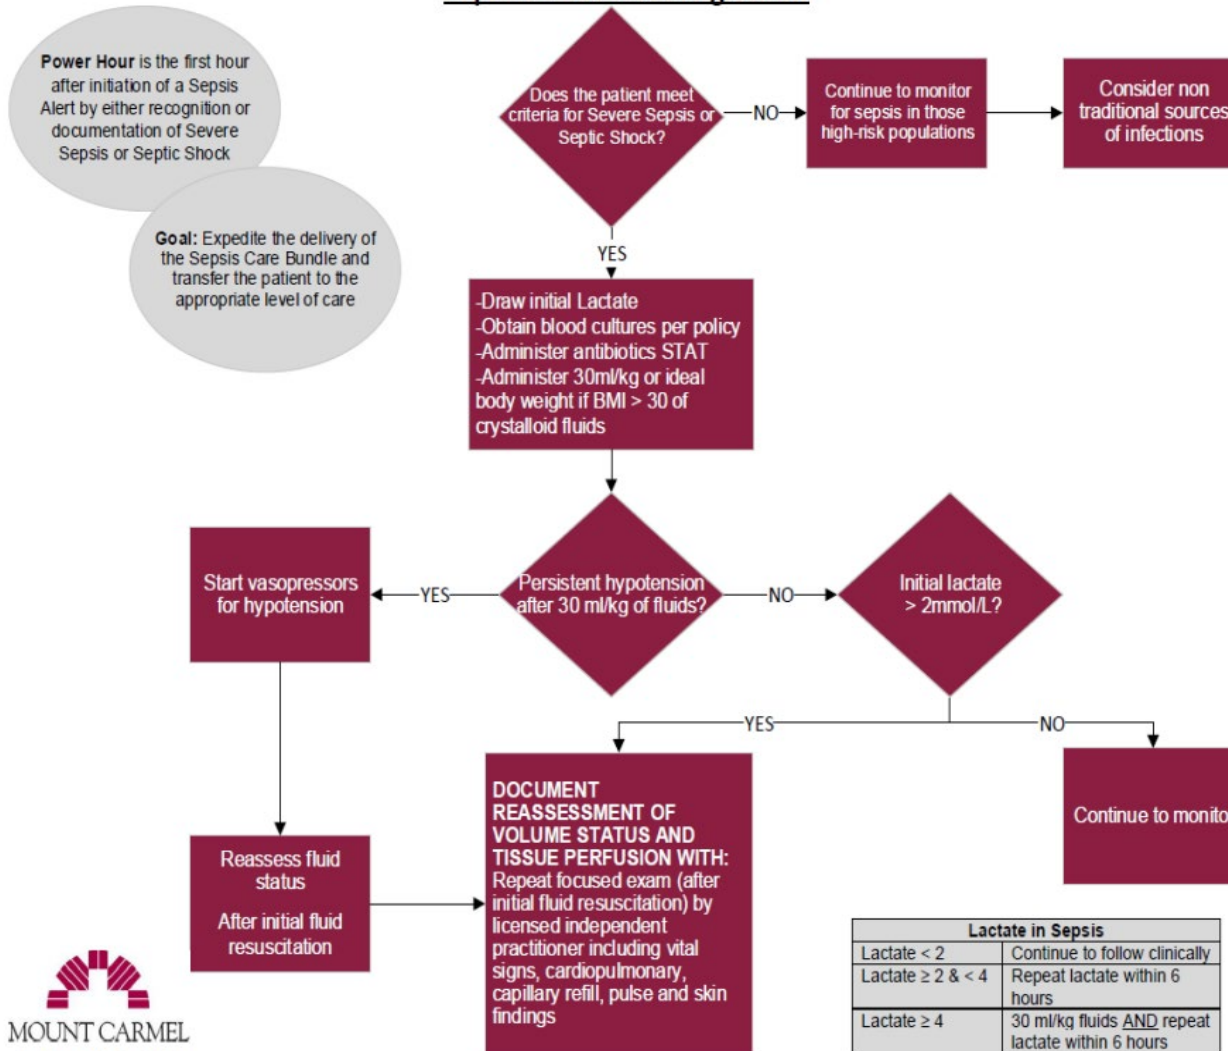 Power Hour is the first hour
after initiation of a Sepsis
Alert by either recognition or
documentation of Severe
Sepsis or Septic Shock
Goal: Expedite the delivery of
the Sepsis Care Bundle and
transfer the patient to the
appropriate level of care
Does the patient meet
criteria for Severe Sepsis or
Septic Shock?
NO
Continue to monitor
for sepsis in those
high-risk populations
Consider non
traditional sources
of infections
YES
-Draw initial Lactate
-Obtain blood cultures per policy
-Administer antibiotics STAT
-Administer 30ml/kg or ideal
body weight if BMI > 30 of
crystalloid fluids
Persistent hypotension
after 30 ml/kg of fluids?
YES
Start vasopressors
for hypotension
NO
Initial lactate
> 2mmol/L?
YES
NO
Reassess fluid
status
After initial fluid
resuscitation
DOCUMENT
REASSESSMENT OF
VOLUME STATUS AND
TISSUE PERFUSION WITH:
Repeat focused exam (after
initial fluid resuscitation) by
licensed independent
practitioner including vital
signs, cardiopulmonary,
capillary refill, pulse and skin
findings
Continue to monito
Lactate in Sepsis
Lactate < 2 Continue to follow clinically
Lactate ≥ 2 & < 4 Repeat lactate within 6
hours
Lactate ≥ 4 30 ml/kg fluids AND repeat
lactate within 6 hours
MOUNT CARMEL